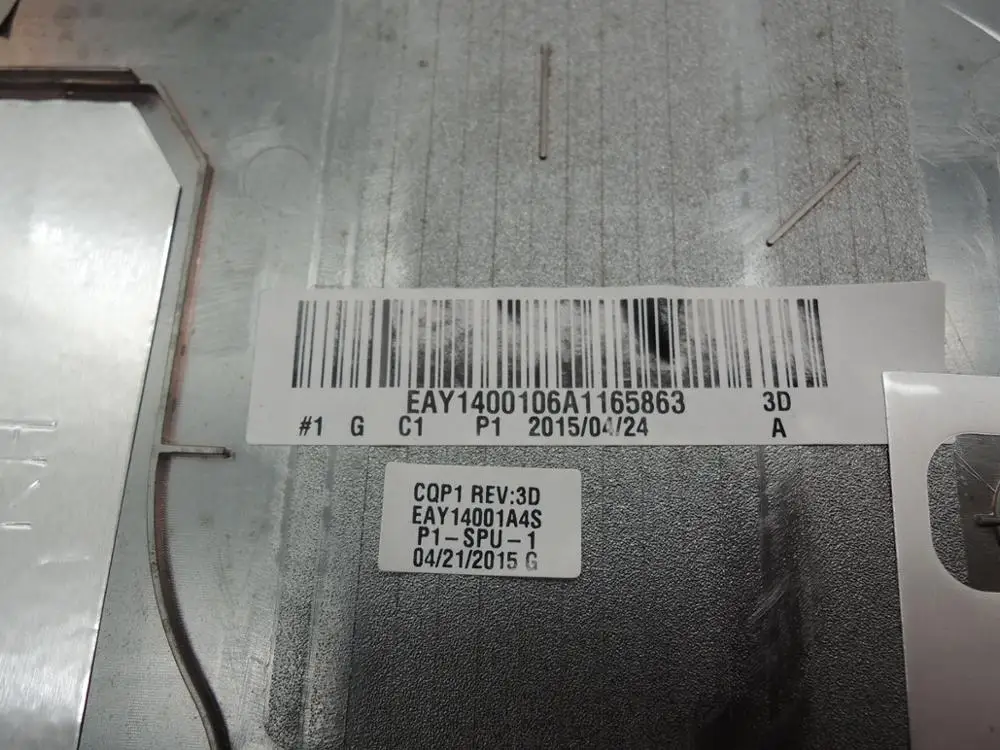 EAY1400106A1165863 3D
#1 G C1 P1 2015/04/24 A
CQP1 REV:3D
EAY14001A4S
P1-SPU-1
04/21/2015 G